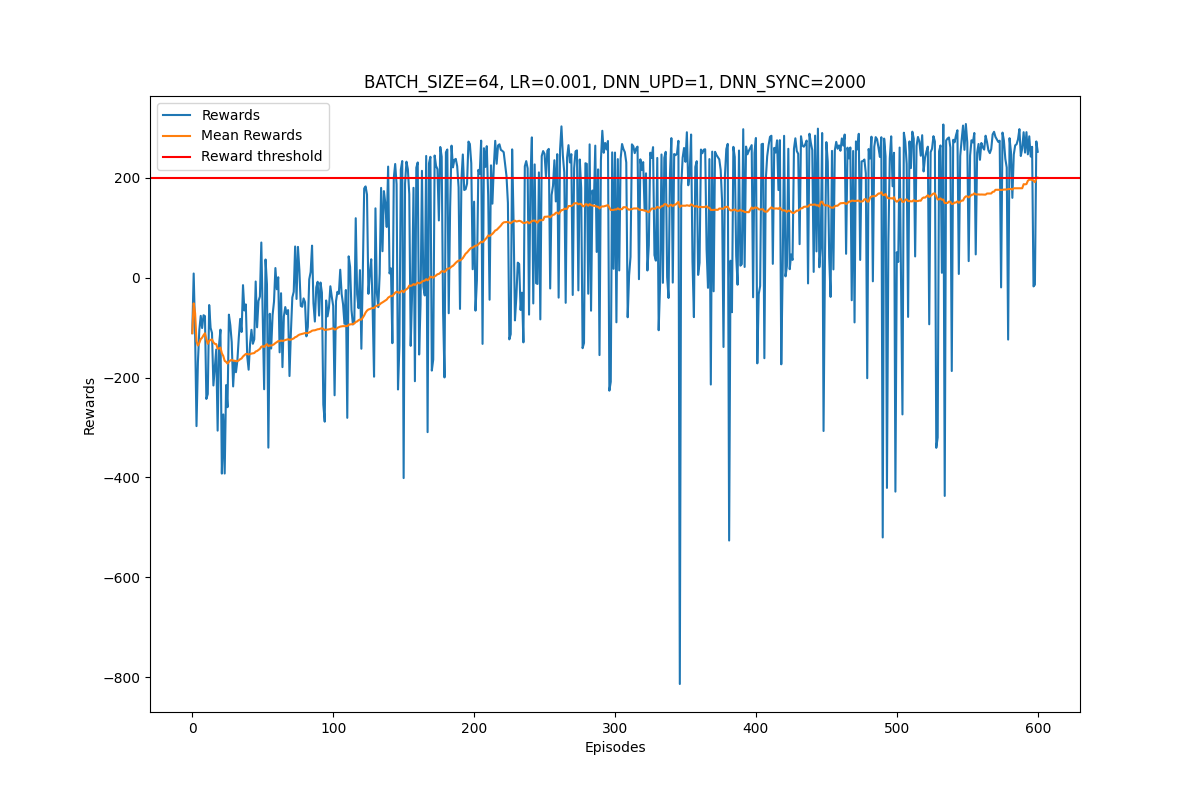 BATCH_SIZE=64, LR=0.001, DNN_UPD=1, DNN_SYNC=2000
Rewards
Mean Rewards
Reward threshold
200
0
−200
−400
−600
−800
Rewards
0
100
200
300
400
500
600
Episodes